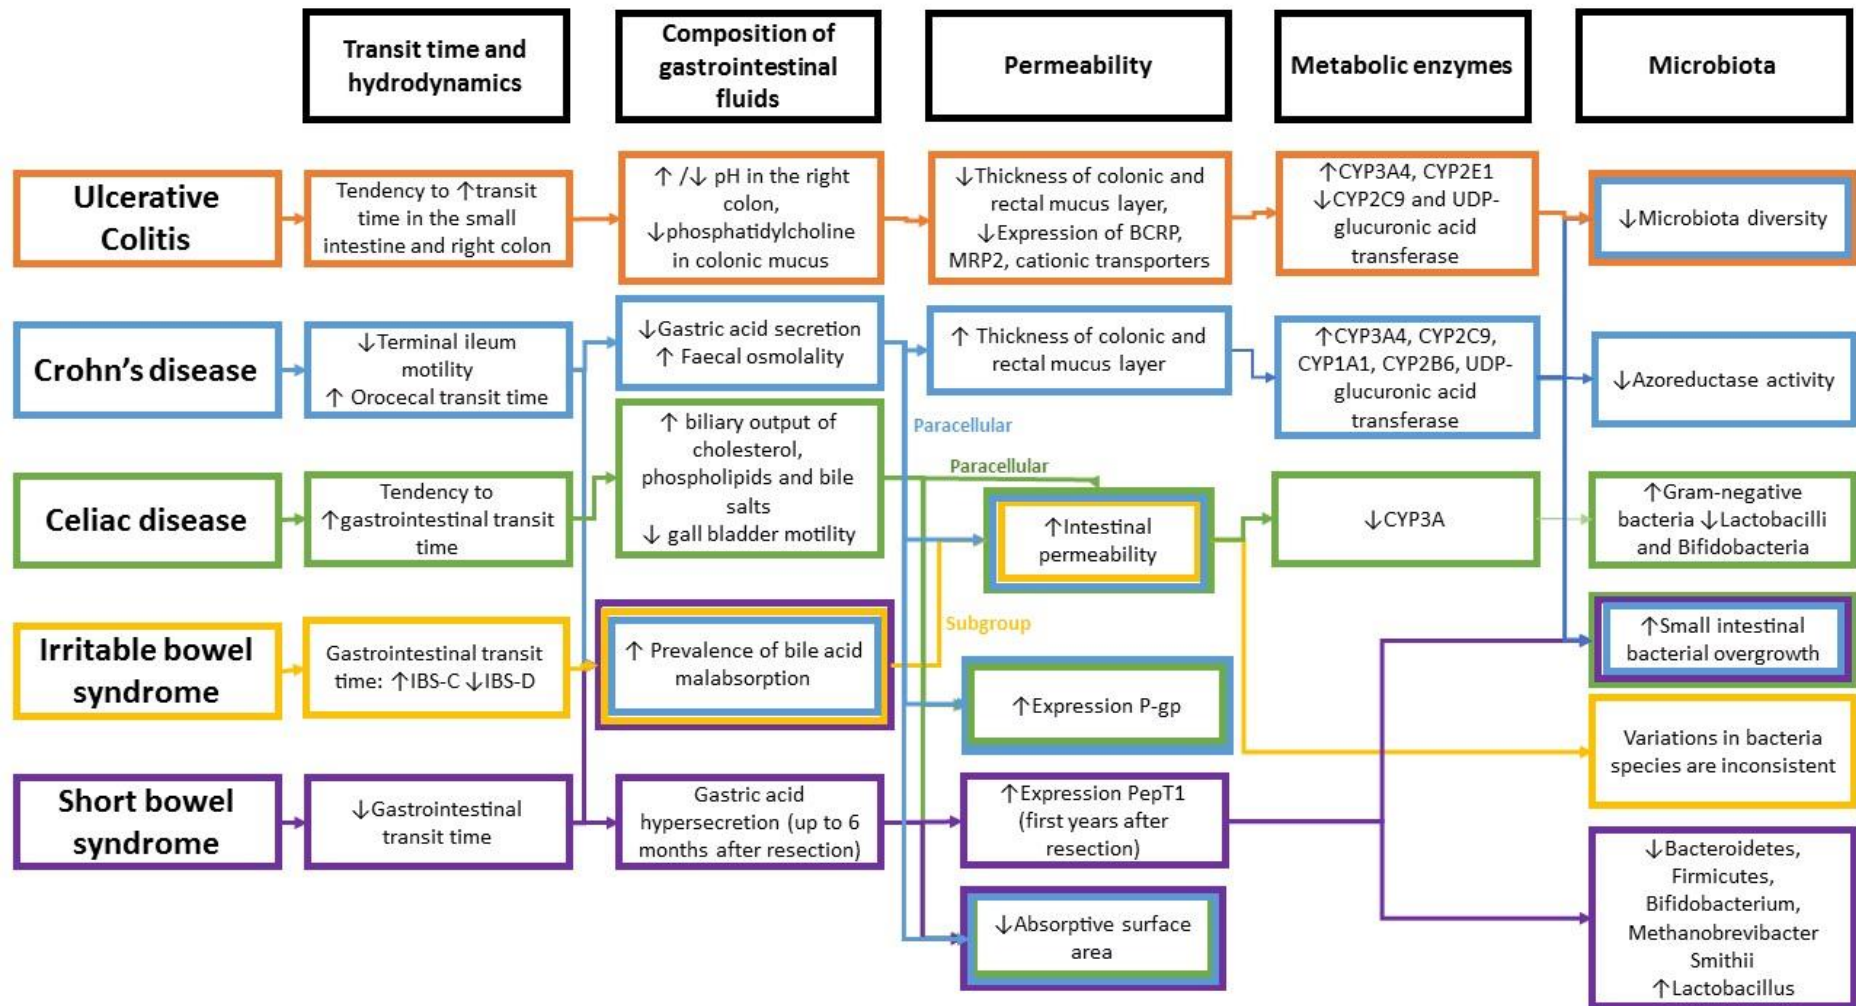 Transit time and
hydrodynamics
Composition of
gastrointestinal
fluids
Permeability
Metabolic enzymes
Microbiota
Ulcerative
Colitis
Tendency to ↑transit
time in the small
intestine and right colon
↑ /↓ pH in the right
colon,
↓phosphatidylcholine
in colonic mucus
↓Thickness of colonic and
rectal mucus layer,
↓Expression of BCRP,
MRP2, cationic transporters
↑CYP3A4, CYP2E1
↓CYP2C9 and UDP-
glucuronic acid
transferase
↓Microbiota diversity
Crohn's disease
↓Terminal ileum
motility
↑ Orocecal transit time
↓Gastric acid secretion
↑ Faecal osmolality
↑ Thickness of colonic and
rectal mucus layer
↑CYP3A4, CYP2C9,
CYP1A1, CYP2B6, UDP-
glucuronic acid
transferase
↓Azoreductase activity
Paracellular
Celiac disease
Tendency to
↑gastrointestinal transit
time
↑ biliary output of
cholesterol,
phospholipids and bile
salts
↓ gall bladder motility
Paracellular
↑Intestinal
permeability
↓CYP3A
↑Gram-negative
bacteria ↓Lactobacilli
and Bifidobacteria
Irritable bowel
syndrome
Gastrointestinal transit
time: ↑IBS-C ↓IBS-D
↑ Prevalence of bile acid
malabsorption
Subgroup
↑Expression P-gp
↑Small intestinal
bacterial overgrowth
Variations in bacteria
species are inconsistent
Short bowel
syndrome
↓Gastrointestinal
transit time
Gastric acid
hypersecretion (up to 6
months after resection)
↑Expression PepT1
(first years after
resection)
↓Absorptive surface
area
↓Bacteroidetes,
Firmicutes,
Bifidobacterium,
Methanobrevibacter
Smithii
↑Lactobacillus